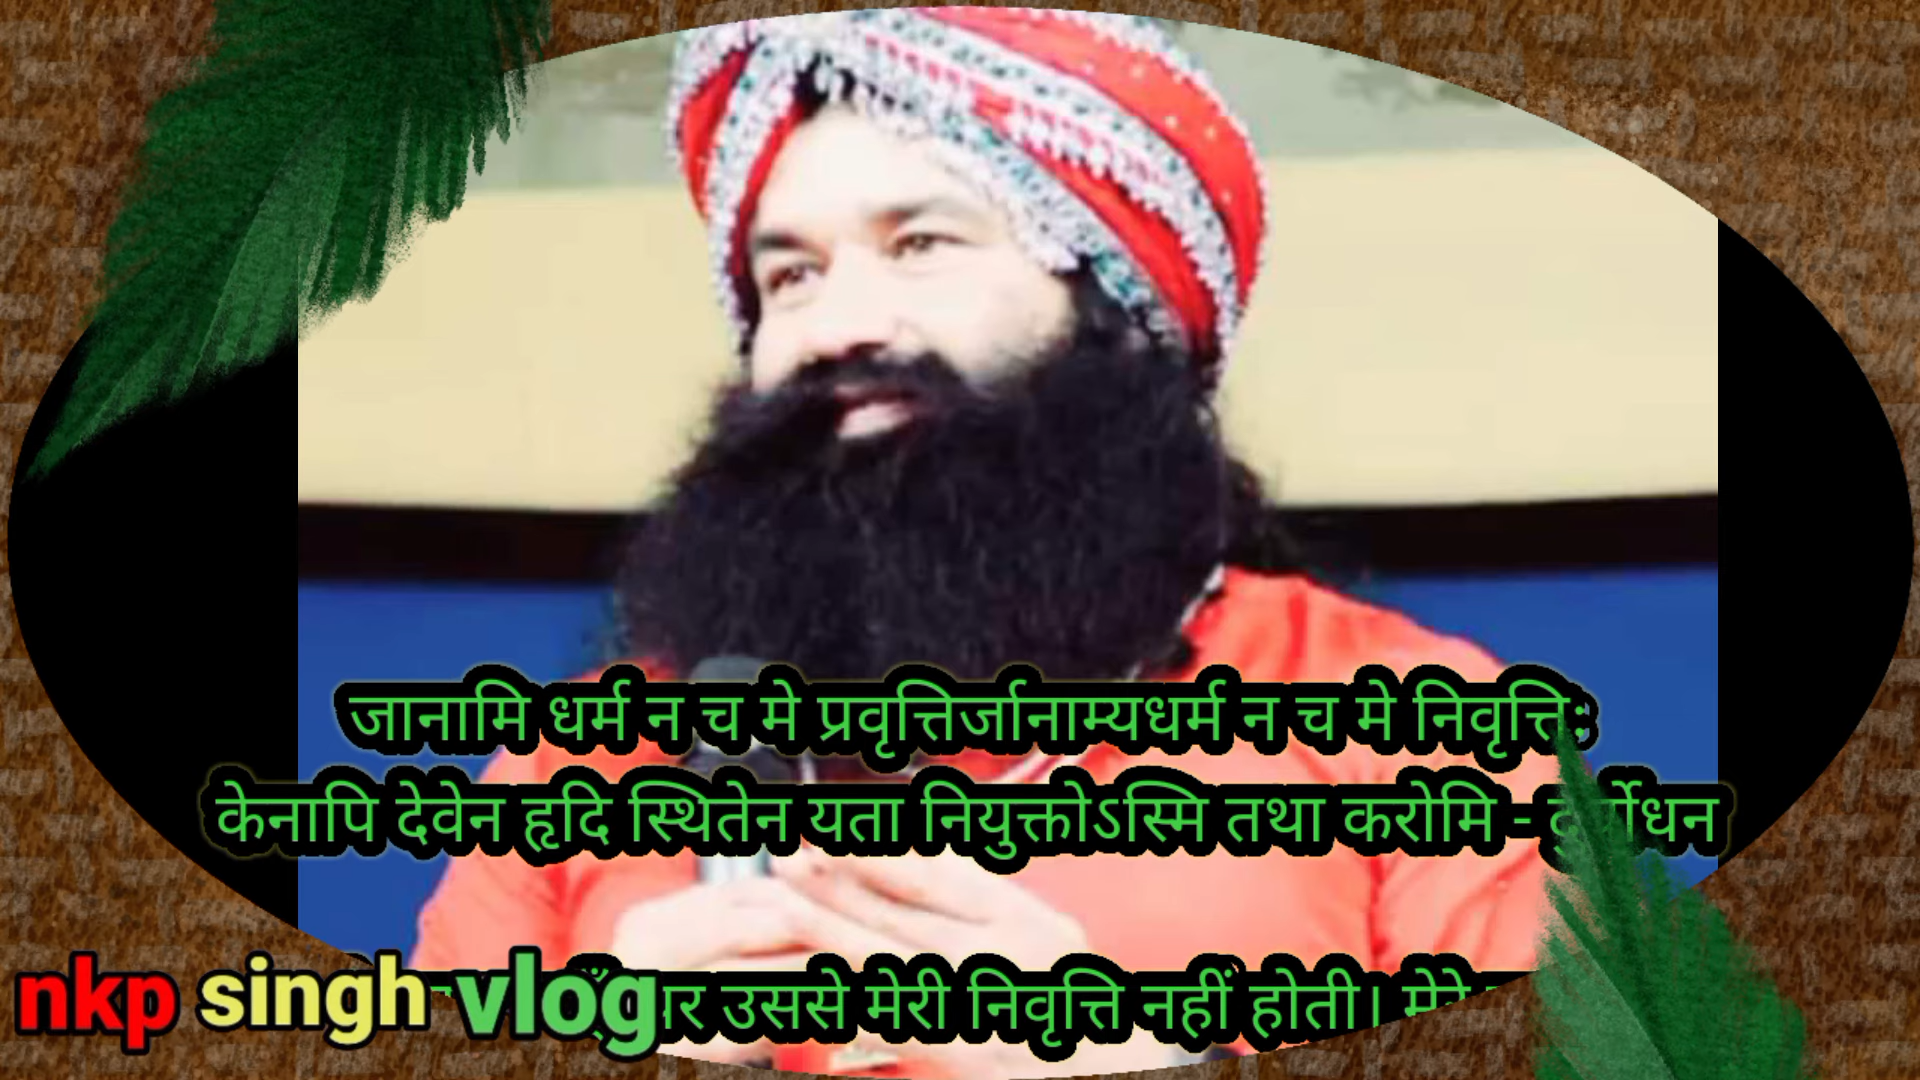 जानामि धर्म न च मे प्रवृत्तिर्जानाम्यधर्म न च मे निवृत्तिः
केनापि देवेन हृदि स्थितेन यता नियुक्तोऽस्मि तथा करोमि -
उससे मेरी निवृत्ति नहीं होती।
nkp singh vlog